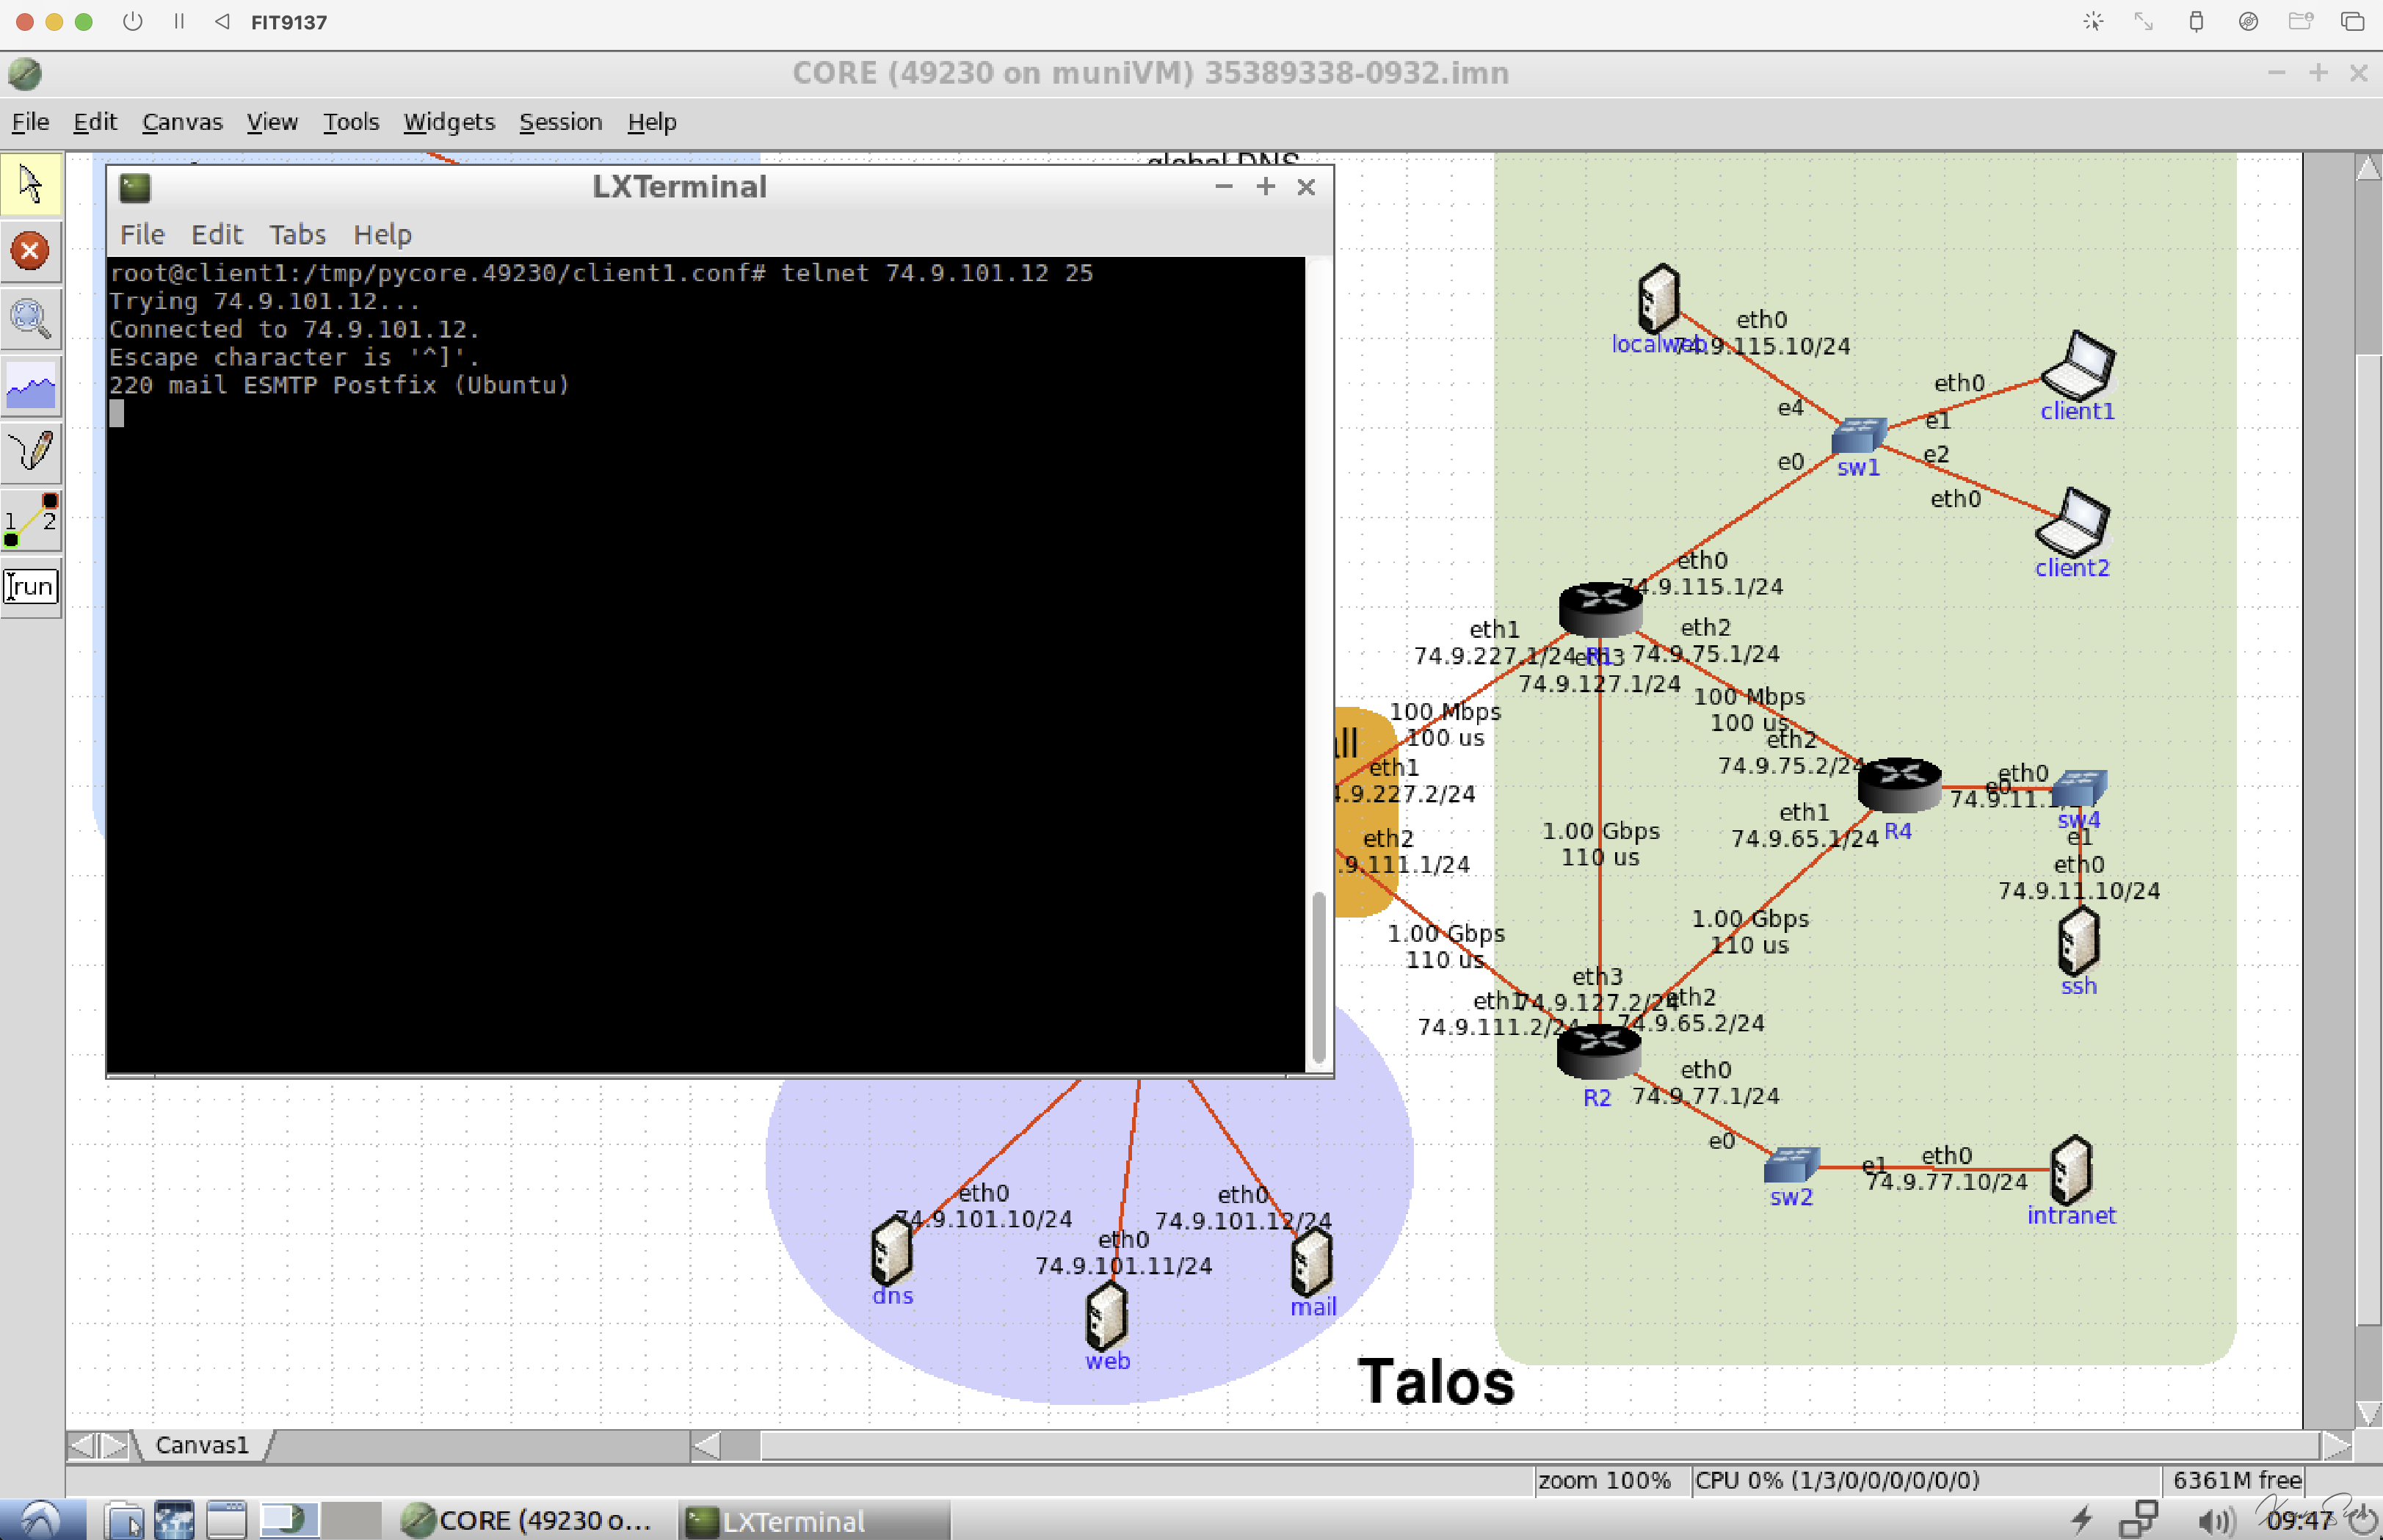 FIT9137
CORE (49230 on muniVM) 35389338-0932.imn
File Edit Canvas View Tools Widgets Session Help
global DNS
LXTerminal
File Edit Tabs Help
root@client1:/tmp/pycore.49230/client1.conf# telnet 74.9.101.12 25
Trying 74.9.101.12...
Connected to 74.9.101.12.
Escape character is '^]'.
220 mail ESMTP Postfix (Ubuntu)
1 2
run
eth0
74.9.115.10/24
localweb
eth0
client1
e4
e1
e0
sw1
e2
eth0
client2
eth0
74.9.115.1/24
eth1
74.9.227.1/24
R1
eth3
74.9.127.1/24
eth2
74.9.75.1/24
100 Mbps
100 us
100 Mbps
100 us
eth2
74.9.75.2/24
all
eth1
4.9.227.2/24
eth2
.9.111.1/24
1.00 Gbps
110 us
eth1
74.9.65.1/24
R4
eth0
e0
74.9.11.
sw4
e1
eth0
74.9.11.10/24
ssh
1.00 Gbps
110 us
1.00 Gbps
110 us
eth3
74.9.127.2/24
eth1
74.9.111.2/24
eth2
74.9.65.2/24
R2
eth0
74.9.77.1/24
e0
sw2
e1
eth0
74.9.77.10/24
intranet
eth0
74.9.101.10/24
dns
eth0
74.9.101.11/24
web
eth0
74.9.101.12/24
mail
Talos
Canvas1
zoom 100%
CPU 0% (1/3/0/0/0/0/0/0)
6361M free
CORE (49230 o...
LXTerminal
09:47